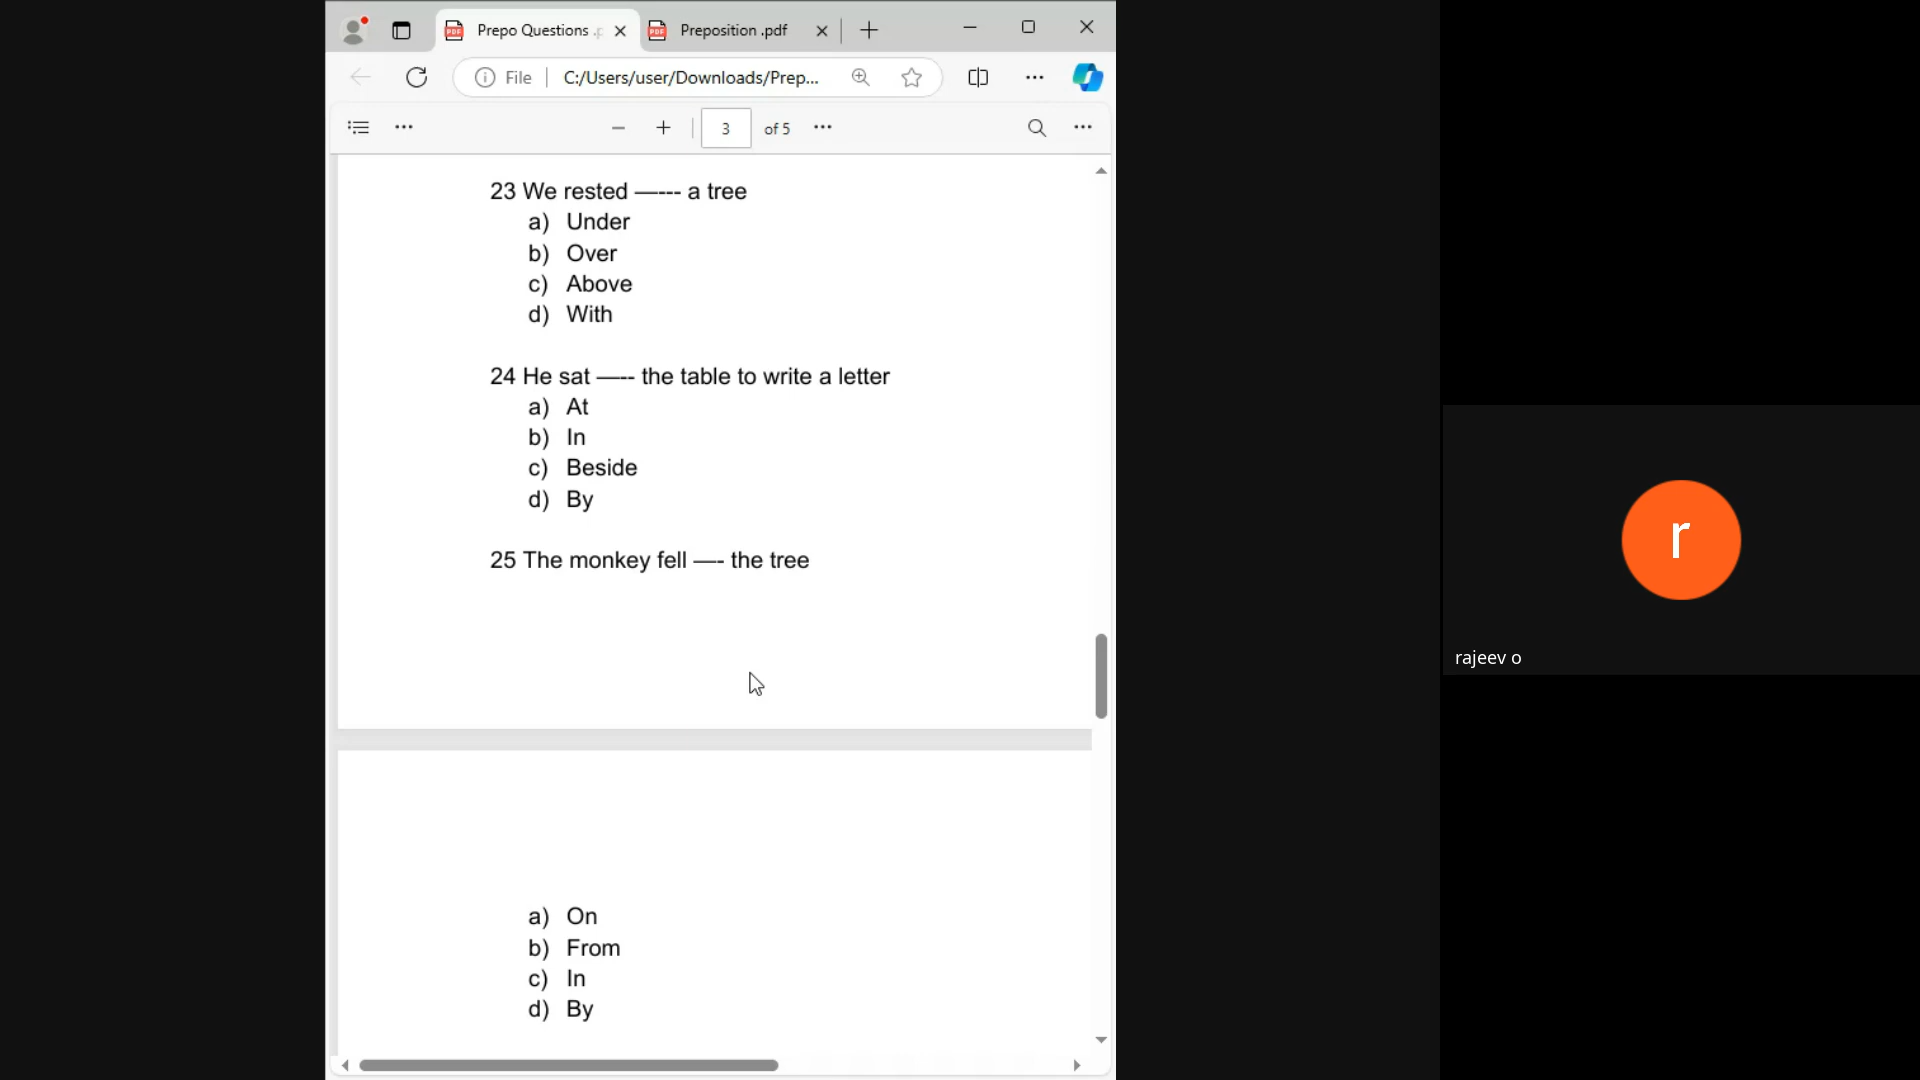 Prepo Questions .p
Preposition .pdf
File
C:/Users/user/Downloads/Prep...
3
of 5
23 We rested —--- a tree
a) Under
b) Over
c) Above
d) With
24 He sat —-- the table to write a letter
a) At
b) In
c) Beside
d) By
25 The monkey fell —- the tree
a) On
b) From
c) In
d) By
r
rajeev o